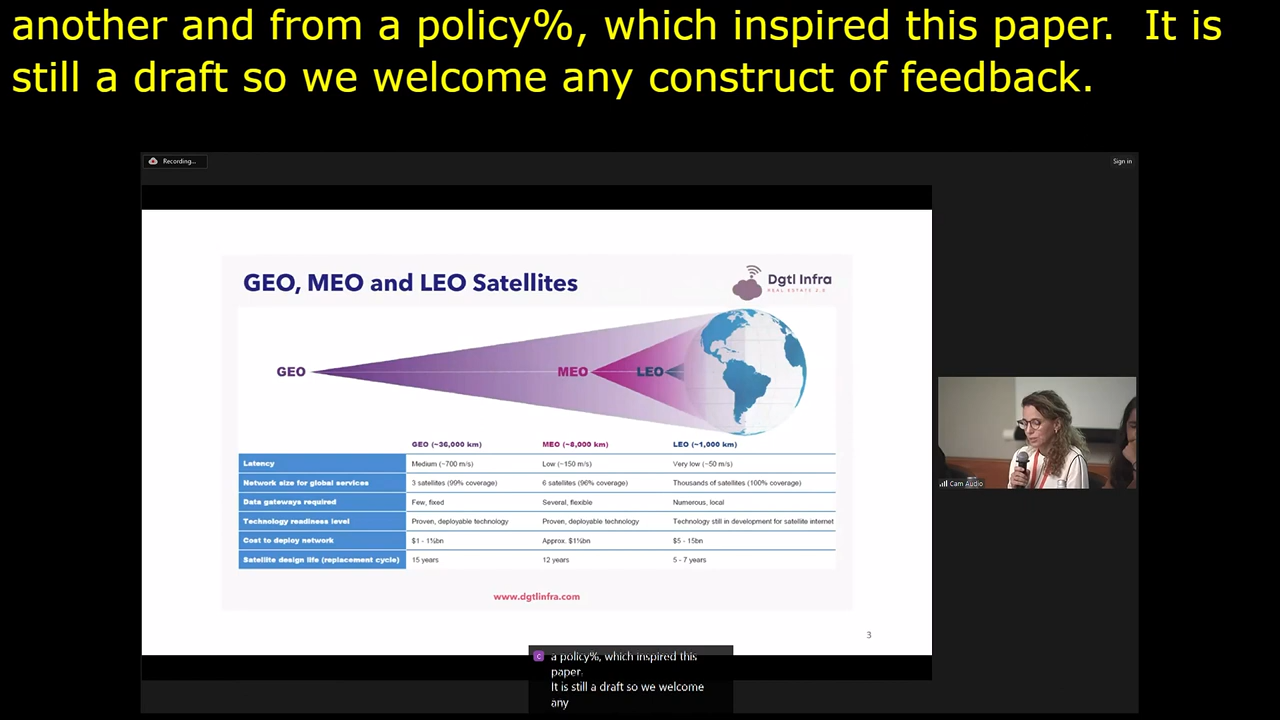 another and from a policy%, which inspired this paper.  It is
still a draft so we welcome any construct of feedback.
Recording...
Sign in
GEO, MEO and LEO Satellites
Dgtl Infra
REAL ESTATE 2.0
GEO
MEO
LEO
GEO (~36,000 km) MEO (~8,000 km) LEO (~1,000 km)
Latency Medium (~700 m/s) Low (~150 m/s) Very low (~50 m/s)
Network size for global services 3 satellites (99% coverage) 6 satellites (96% coverage) Thousands of satellites (100% coverage)
Data gateways required Few, fixed Several, flexible Numerous, local
Technology readiness level Proven, deployable technology Proven, deployable technology Technology still in development for satellite internet
Cost to deploy network $1 - 1½bn Approx. $1½bn $5 - 15bn
Satellite design life (replacement cycle) 15 years 12 years 5 - 7 years
www.dgtlinfra.com
3
Cam Audio
C a policy%, which inspired this
paper.
It is still a draft so we welcome
any